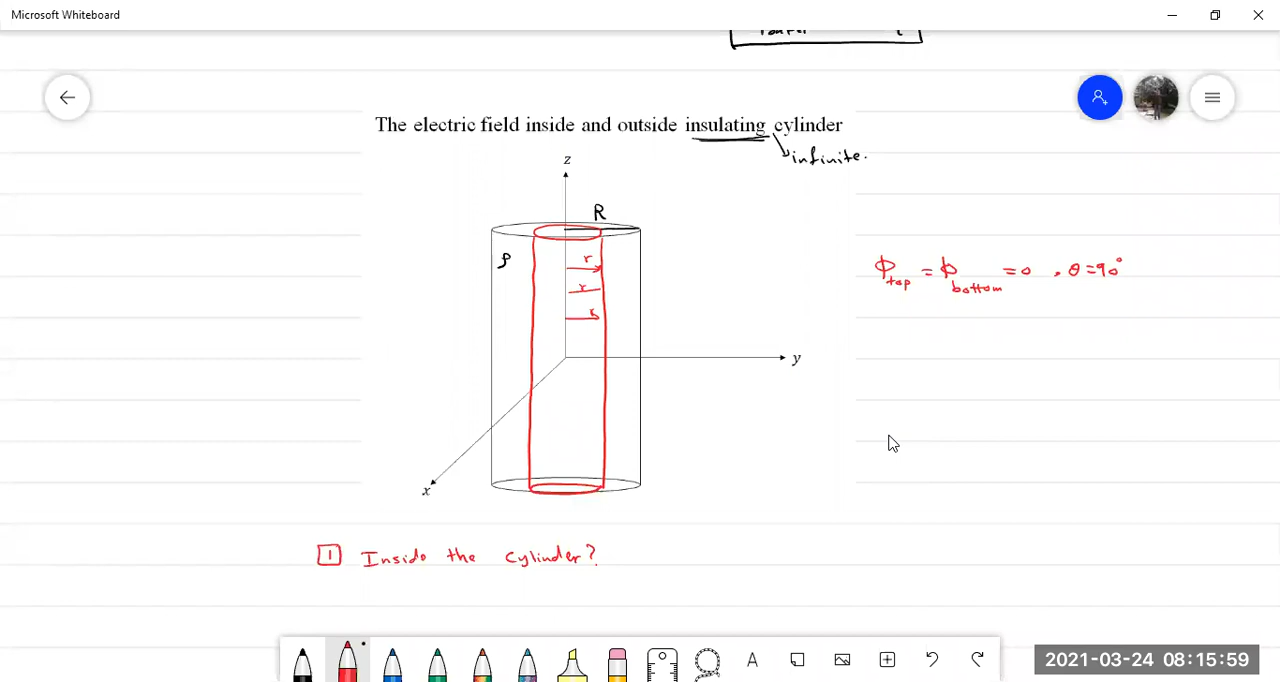 Microsoft Whiteboard
The electric field inside and outside insulating cylinder
infinite.
z
R
ρ
r
r
r
y
x
Φtop = Φbottom = 0 , θ = 90°
1 Inside the cylinder?
A
2021-03-24 08:15:59